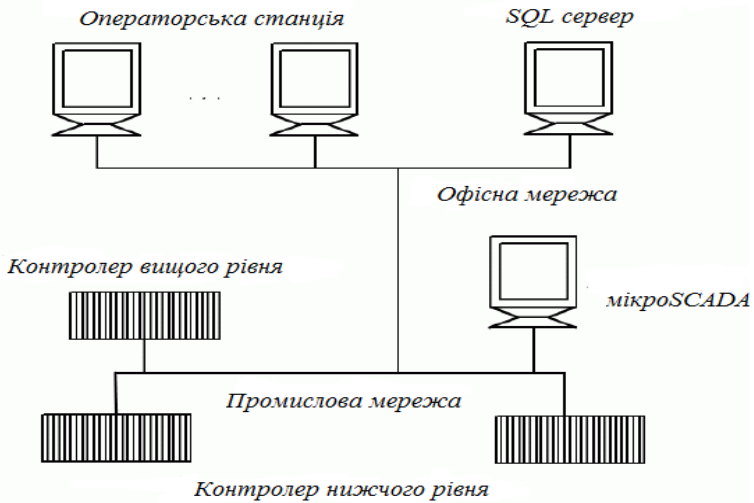 Операторська станція
SQL сервер
. . .
Офісна мережа
Контролер вищого рівня
мікроSCADA
Промислова мережа
Контролер нижчого рівня